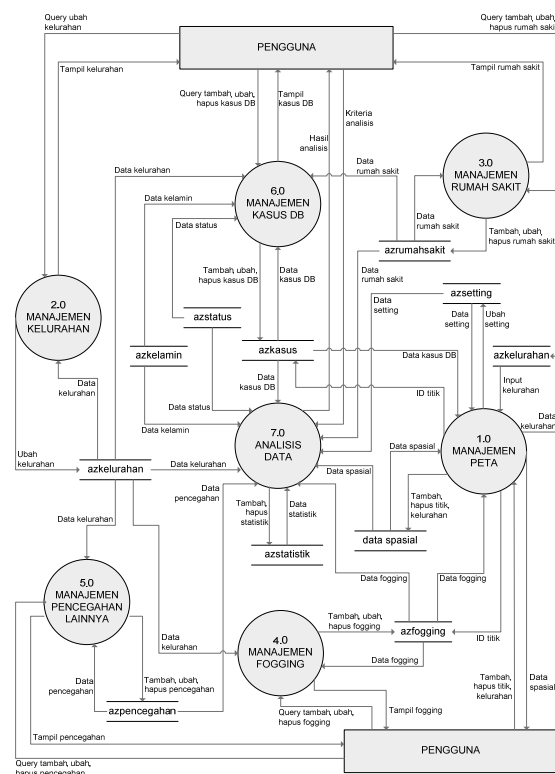 Query ubah
kelurahan
Query tambah, ubah,
hapus rumah sakit
PENGGUNA
Tampil kelurahan
Tampil rumah sakit
Query tambah, ubah,
hapus kasus DB
Tampil
kasus DB
Kriteria
analisis
Hasil
analisis
Data kelurahan
Data
rumah sakit
3.0
MANAJEMEN
RUMAH SAKIT
6.0
MANAJEMEN
KASUS DB
Data kelamin
Data status
Data
rumah sakit
Tambah, ubah,
hapus rumah sakit
azrumahsakit
Tambah, ubah,
hapus kasus DB
Data
kasus DB
Data
rumah sakit
Data
setting
azsetting
2.0
MANAJEMEN
KELURAHAN
azstatus
Data
setting
Ubah
setting
azkelamin
azkasus
Data kasus DB
azkelurahan
Data
kelurahan
Data
kasus DB
ID titik
Input
kelurahan
Data status
Data kelamin
7.0
ANALISIS
DATA
Data
kelurahan
1.0
MANAJEMEN
PETA
Ubah
kelurahan
azkelurahan
Data kelurahan
Data spasial
Data spasial
Data
pencegahan
Tambah,
hapus
statistik
Data
statistik
Tambah,
hapus titik,
kelurahan
Data kelurahan
azstatistik
data spasial
5.0
MANAJEMEN
PENCEGAHAN
LAINNYA
Data fogging
Data fogging
4.0
MANAJEMEN
FOGGING
Tambah, ubah,
hapus fogging
azfogging
ID titik
Data
kelurahan
Data fogging
Data
pencegahan
Tambah, ubah,
hapus pencegahan
Tambah,
hapus titik,
kelurahan
Data
spasial
azpencegahan
Query tambah, ubah,
hapus fogging
Tampil fogging
Tampil pencegahan
PENGGUNA
Query tambah, ubah,
hapus pencegahan